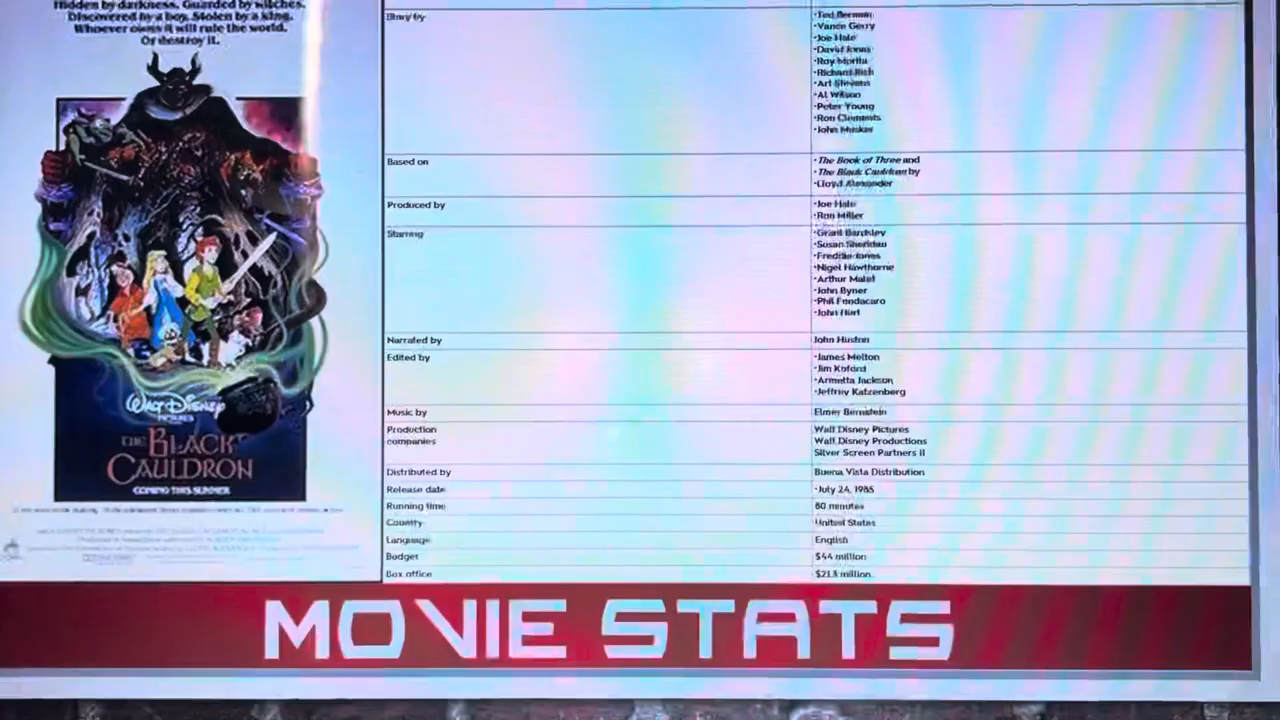 Hidden by darkness. Guarded by witches.
Discovered by a boy. Stolen by a king.
Whoever owns it will rule the world.
Or destroy it.
WALT DISNEY
PICTURES
THE BLACK
CAULDRON
COMING THIS SUMMER
Story by
•Ted Berman
•Vance Gerry
•Joe Hale
•David Jonas
•Roy Morita
•Richard Rich
•Art Stevens
•Al Wilson
•Peter Young
•Ron Clements
•John Musker
Based on
•The Book of Three and
•The Black Cauldron by
•Lloyd Alexander
Produced by
•Joe Hale
•Ron Miller
Starring
•Grant Bardsley
•Susan Sheridan
•Freddie Jones
•Nigel Hawthorne
•Arthur Malet
•John Byner
•Phil Fondacaro
•John Hurt
Narrated by
John Huston
Edited by
•James Melton
•Jim Koford
•Armetta Jackson
•Jeffrey Katzenberg
Music by
Elmer Bernstein
Production
companies
Walt Disney Pictures
Walt Disney Productions
Silver Screen Partners II
Distributed by
Buena Vista Distribution
Release date
•July 24, 1985
Running time
80 minutes
Country
United States
Language
English
Budget
$44 million
Box office
$21.3 million
MOVIE STATS